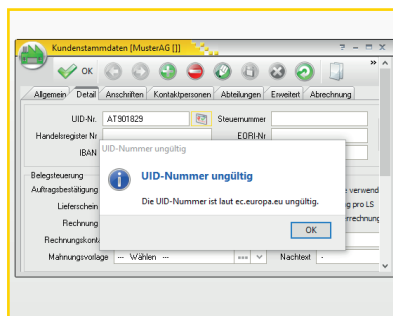 Kundenstammdaten [MusterAG []]
OK
Allgemein Detail Anschriften Kontaktpersonen Abteilungen Erweitert Abrechnung
UID-Nr. AT901829 Steuernummer
Handelsregister Nr EORI-Nr
IBAN
UID-Nummer ungültig
UID-Nummer ungültig
Die UID-Nummer ist laut ec.europa.eu ungültig.
OK
Belegsteuerung
Auftragsbestätigung verwend
Lieferschein pro LS
Rechnung
Rechnungskont
Mahnungsvorlage --- Wählen --- Nachtext -